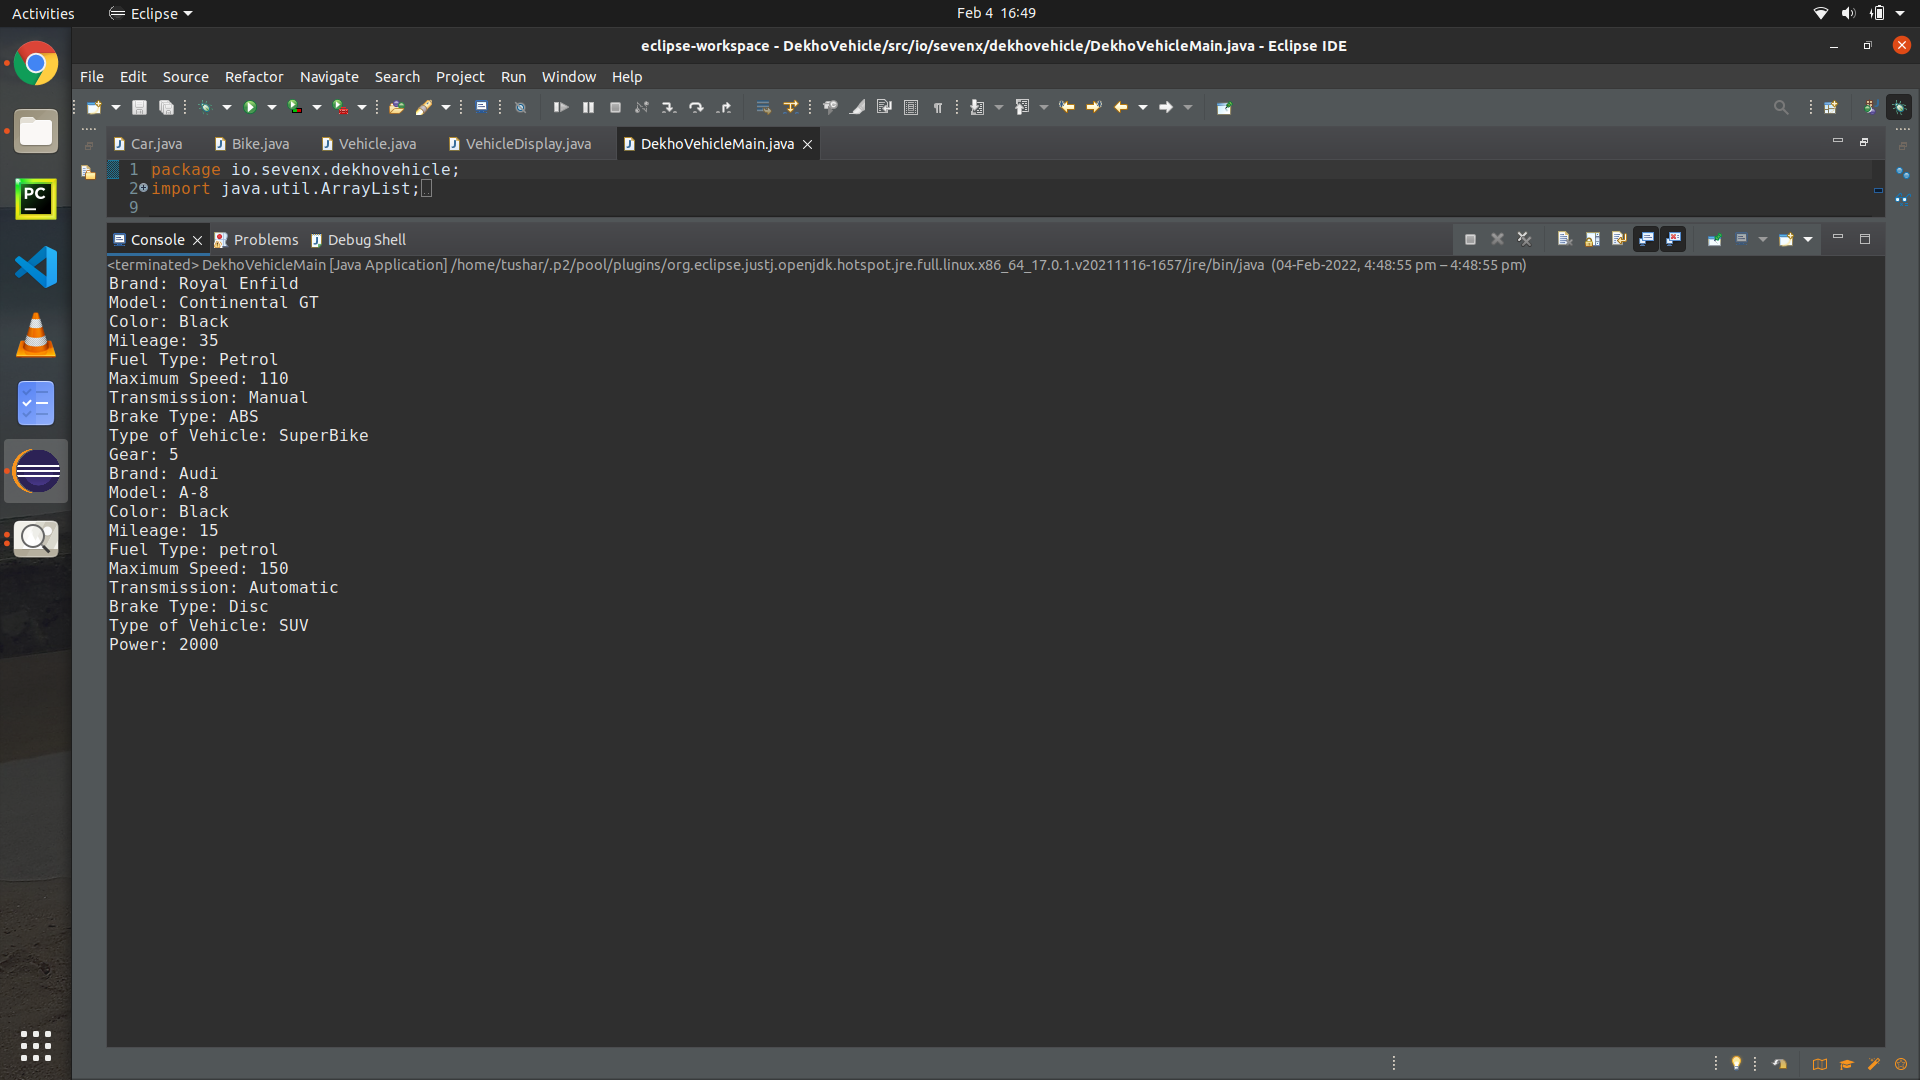 Activities
Eclipse
Feb 4 16:49
eclipse-workspace - DekhoVehicle/src/io/sevenx/dekhovehicle/DekhoVehicleMain.java - Eclipse IDE
File Edit Source Refactor Navigate Search Project Run Window Help
Car.java Bike.java Vehicle.java VehicleDisplay.java DekhoVehicleMain.java
1 package io.sevenx.dekhovehicle;
2 import java.util.ArrayList;
9
PC
Console Problems Debug Shell
<terminated> DekhoVehicleMain [Java Application] /home/tushar/.p2/pool/plugins/org.eclipse.justj.openjdk.hotspot.jre.full.linux.x86_64_17.0.1.v20211116-1657/jre/bin/java (04-Feb-2022, 4:48:55 pm – 4:48:55 pm)
Brand: Royal Enfild
Model: Continental GT
Color: Black
Mileage: 35
Fuel Type: Petrol
Maximum Speed: 110
Transmission: Manual
Brake Type: ABS
Type of Vehicle: SuperBike
Gear: 5
Brand: Audi
Model: A-8
Color: Black
Mileage: 15
Fuel Type: petrol
Maximum Speed: 150
Transmission: Automatic
Brake Type: Disc
Type of Vehicle: SUV
Power: 2000